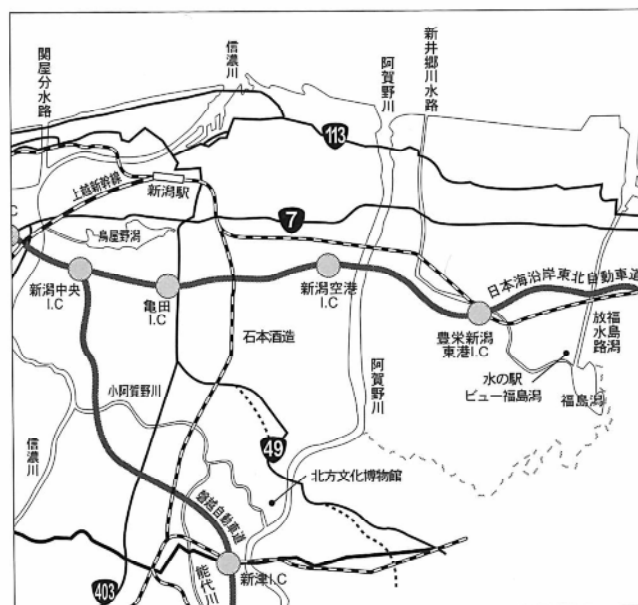 関屋分水路
信濃川
阿賀野川
新井郷川水路
113
上越新幹線
新潟駅
7
鳥屋野潟
新潟中央
I.C
亀田
I.C
新潟空港
I.C
日本海沿岸東北自動車道
豊栄新潟
東港I.C
石本酒造
放水路
福島潟
水の駅
ビュー福島潟
福島潟
阿賀野川
小阿賀野川
信濃川
49
北方文化博物館
磐越自動車道
新津I.C
能代川
403